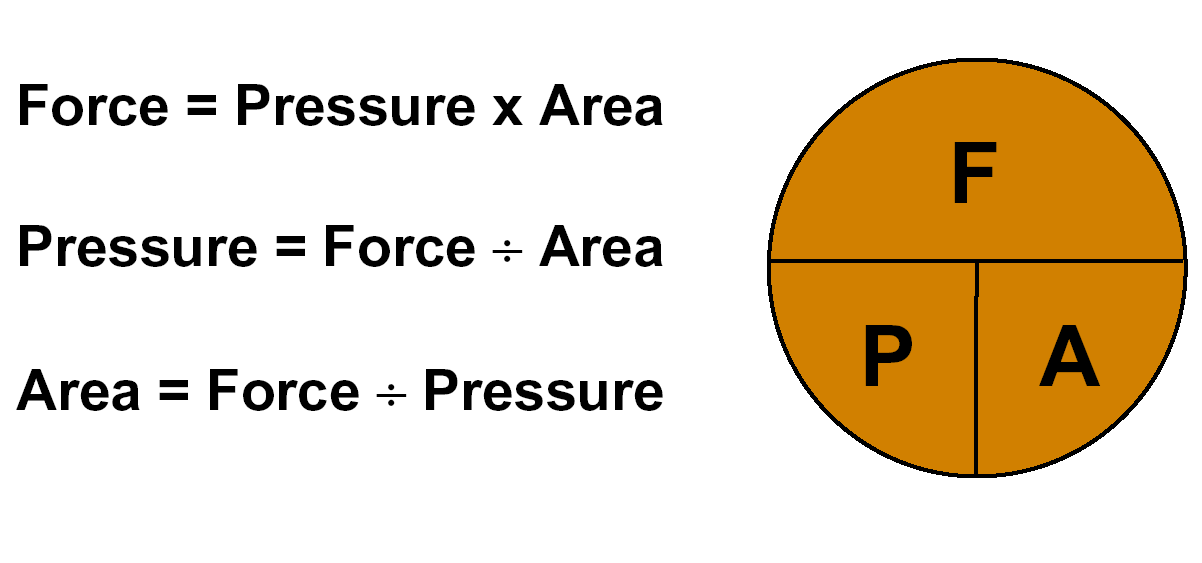 Force = Pressure x Area
Pressure = Force ÷ Area
Area = Force ÷ Pressure
F
P A